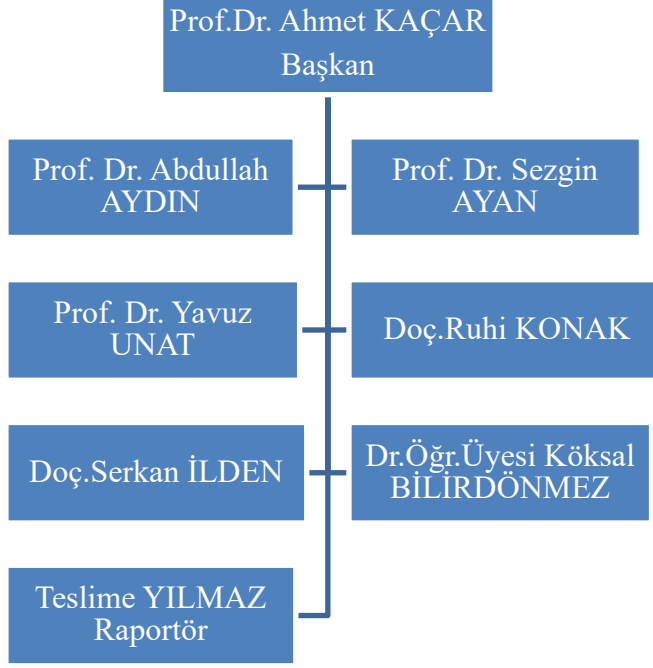 Prof.Dr. Ahmet KAÇAR
Başkan
Prof. Dr. Abdullah
AYDIN
Prof. Dr. Sezgin
AYAN
Prof. Dr. Yavuz
UNAT
Doç.Ruhi KONAK
Doç.Serkan İLDEN
Dr.Öğr.Üyesi Köksal
BİLİRDÖNMEZ
Teslime YILMAZ
Raportör